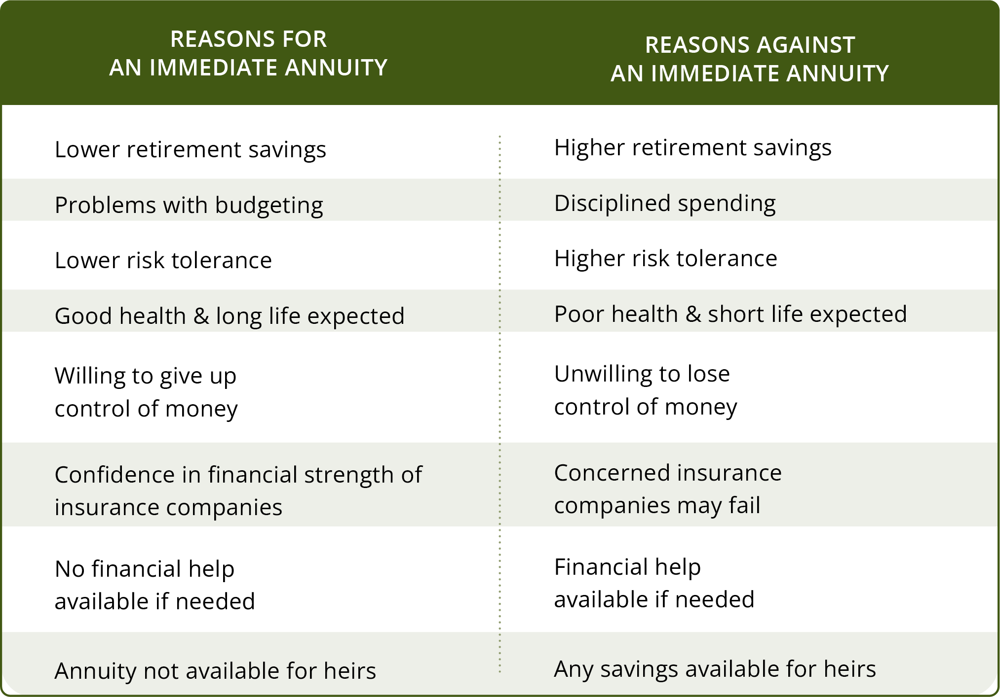 REASONS FOR
AN IMMEDIATE ANNUITY
REASONS AGAINST
AN IMMEDIATE ANNUITY
Lower retirement savings
Higher retirement savings
Problems with budgeting
Disciplined spending
Lower risk tolerance
Higher risk tolerance
Good health & long life expected
Poor health & short life expected
Willing to give up
control of money
Unwilling to lose
control of money
Confidence in financial strength of
insurance companies
Concerned insurance
companies may fail
No financial help
available if needed
Financial help
available if needed
Annuity not available for heirs
Any savings available for heirs